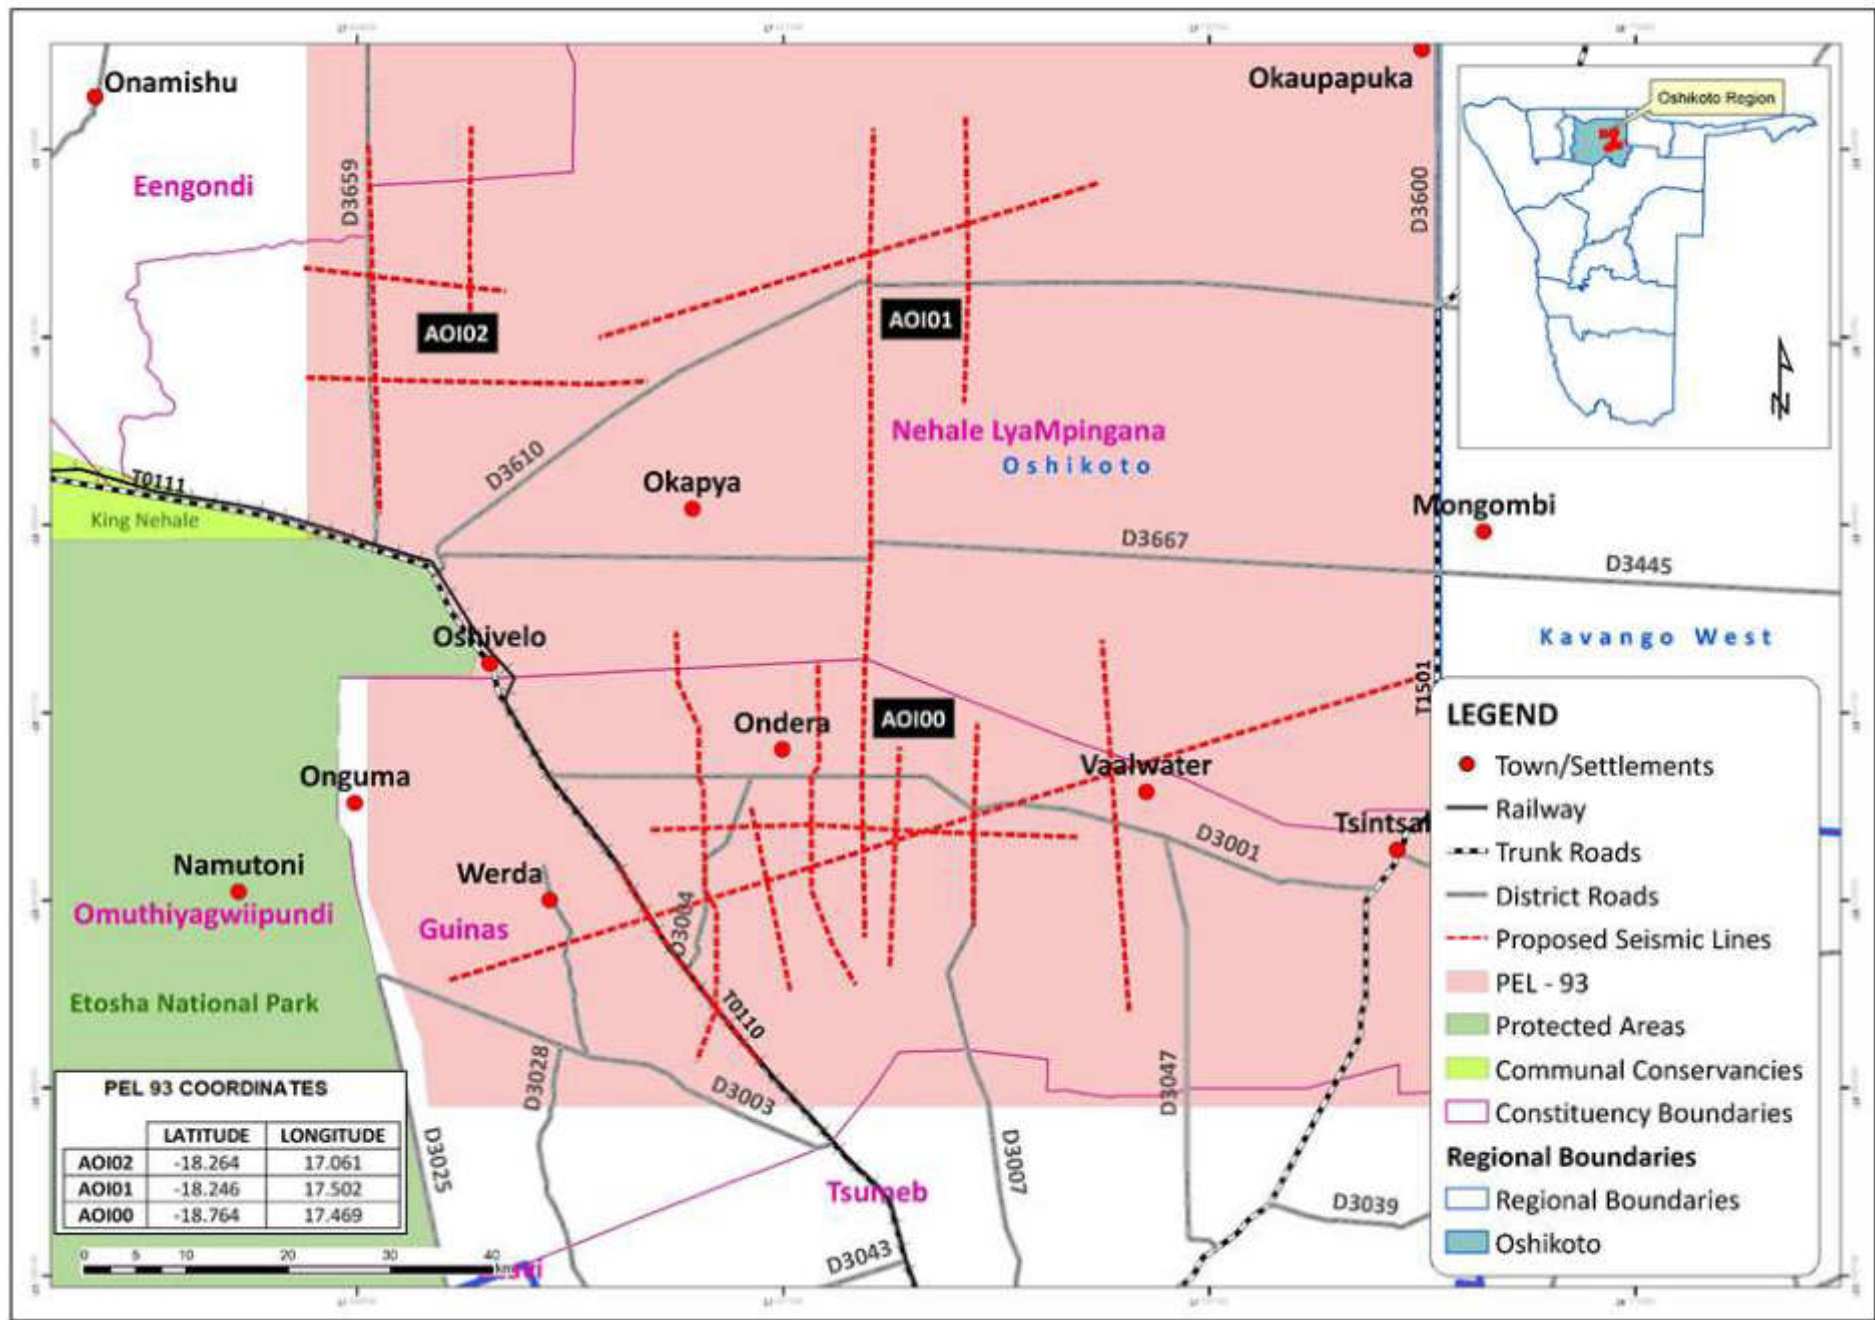 Onamishu
Okaupapuka
Oshikoto Region
Eengondi
D3659
D3600
AOI02
AOI01
Nehale LyaMpingana
Oshikoto
D3610
T0111
Okapya
Mongombi
King Nehale
D3667
D3445
Oshivelo
Kavango West
T1501
Ondera
AOI00
Onguma
Vaalwater
D3001
Namutoni
Werda
Omuthiyagwiipundi
Guinas
D3004
Etosha National Park
T0110
D3028
D3003
D3047
D3025
D3007
Tsumeb
D3039
D3043
PEL 93 COORDINATES
LATITUDE LONGITUDE
AOI02 -18.264 17.061
AOI01 -18.246 17.502
AOI00 -18.764 17.469
0 5 10 20 30 40
km
LEGEND
Town/Settlements
Railway
Trunk Roads
District Roads
Proposed Seismic Lines
PEL - 93
Protected Areas
Communal Conservancies
Constituency Boundaries
Regional Boundaries
Regional Boundaries
Oshikoto